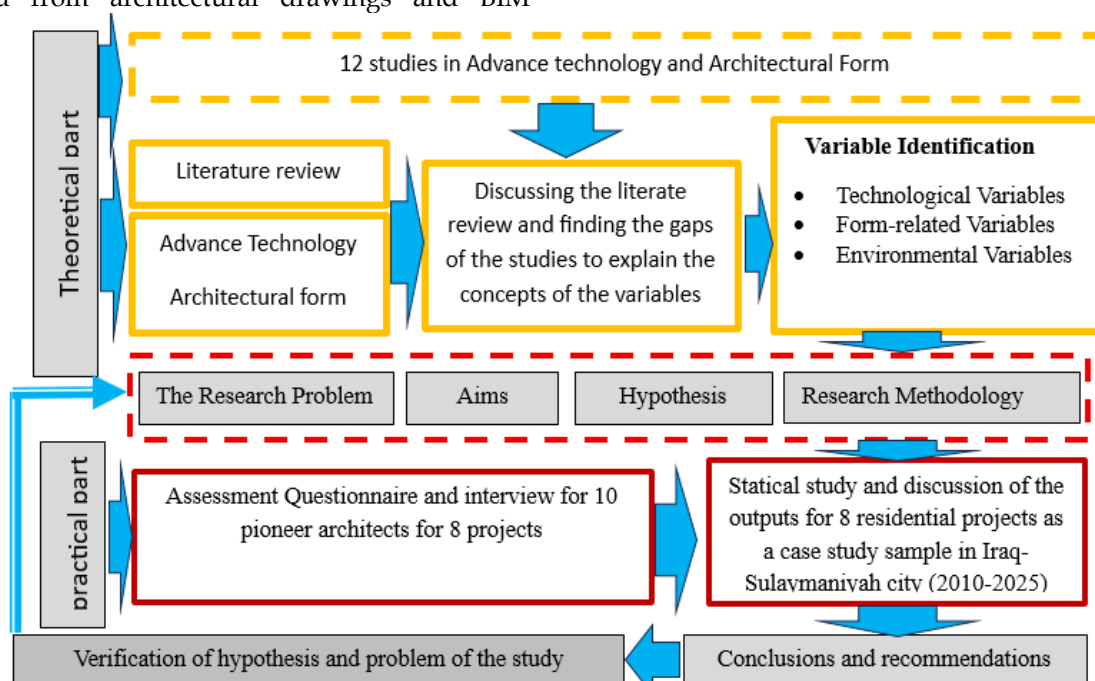 from architectural drawings and BIM
Theoretical part
12 studies in Advance technology and Architectural Form
Literature review
Advance Technology
Architectural form
Discussing the literate
review and finding the gaps
of the studies to explain the
concepts of the variables
Variable Identification
• Technological Variables
• Form-related Variables
• Environmental Variables
The Research Problem
Aims
Hypothesis
Research Methodology
practical part
Assessment Questionnaire and interview for 10
pioneer architects for 8 projects
Statical study and discussion of the
outputs for 8 residential projects as
a case study sample in Iraq-
Sulaymaniyah city (2010-2025)
Verification of hypothesis and problem of the study
Conclusions and recommendations